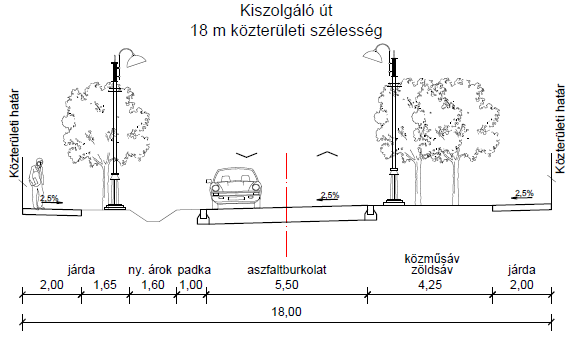 Kiszolgáló út
18 m közterületi szélesség
Közterületi határ
Közterületi határ
2,5%
2,5%
2,5%
járda
ny. árok
padka
aszfaltburkolat
közműsáv
zöldsáv
járda
2,00
1,65
1,60
1,00
5,50
4,25
2,00
18,00